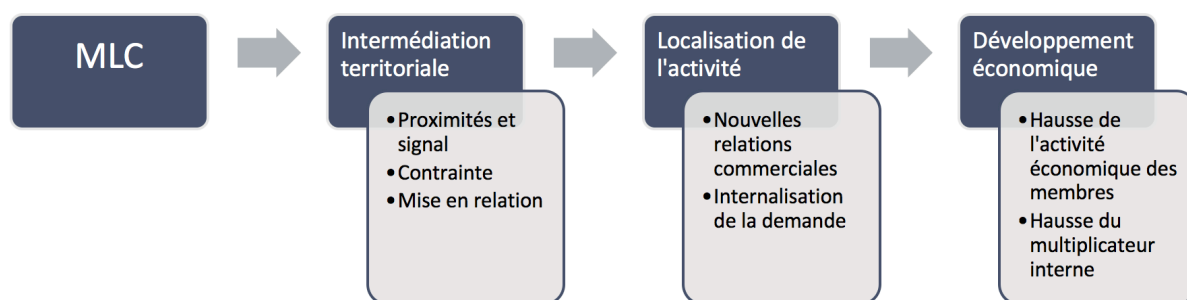 MLC
Intermédiation
territoriale
•Proximités et
signal
•Contrainte
•Mise en relation
Localisation de
l'activité
•Nouvelles
relations
commerciales
•Internalisation
de la demande
Développement
économique
•Hausse de
l'activité
économique des
membres
•Hausse du
multiplicateur
interne